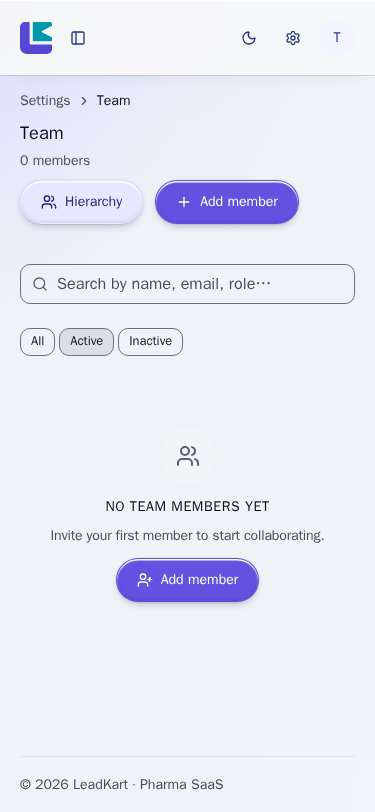 T
Settings > Team
Team
0 members
Hierarchy
Add member
Search by name, email, role…
All Active Inactive
NO TEAM MEMBERS YET
Invite your first member to start collaborating.
Add member
© 2026 LeadKart · Pharma SaaS